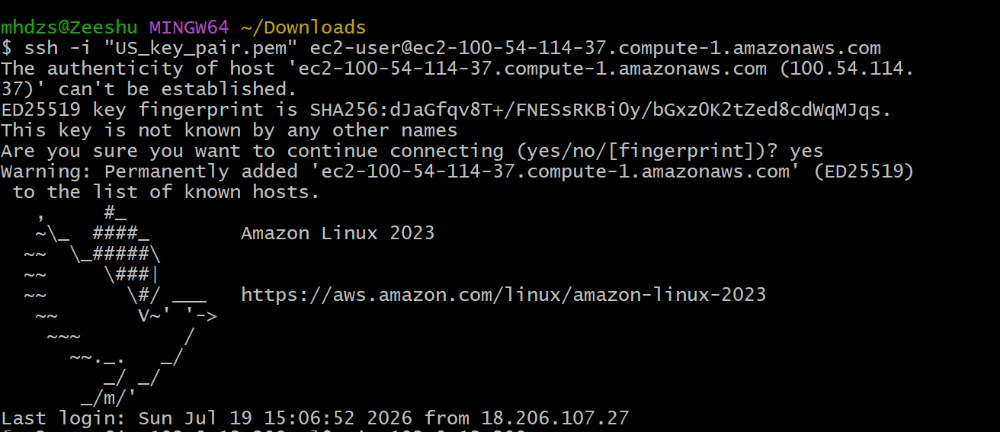 mhdzs@Zeeshu MINGW64 ~/Downloads
$ ssh -i "US_key_pair.pem" ec2-user@ec2-100-54-114-37.compute-1.amazonaws.com
The authenticity of host 'ec2-100-54-114-37.compute-1.amazonaws.com (100.54.114.
37)' can't be established.
ED25519 key fingerprint is SHA256:dJaGfqv8T+/FNESsRKBi0y/bGxz0K2tZed8cdWqMJqs.
This key is not known by any other names
Are you sure you want to continue connecting (yes/no/[fingerprint])? yes
Warning: Permanently added 'ec2-100-54-114-37.compute-1.amazonaws.com' (ED25519)
 to the list of known hosts.
   ,     #_
   ~\_  ####_        Amazon Linux 2023
  ~~  \_#####\
  ~~     \###|
  ~~       \#/ ___   https://aws.amazon.com/linux/amazon-linux-2023
   ~~       V~' '->
    ~~~         /
      ~~._.   _/
         _/ _/
       _/m/'
Last login: Sun Jul 19 15:06:52 2026 from 18.206.107.27